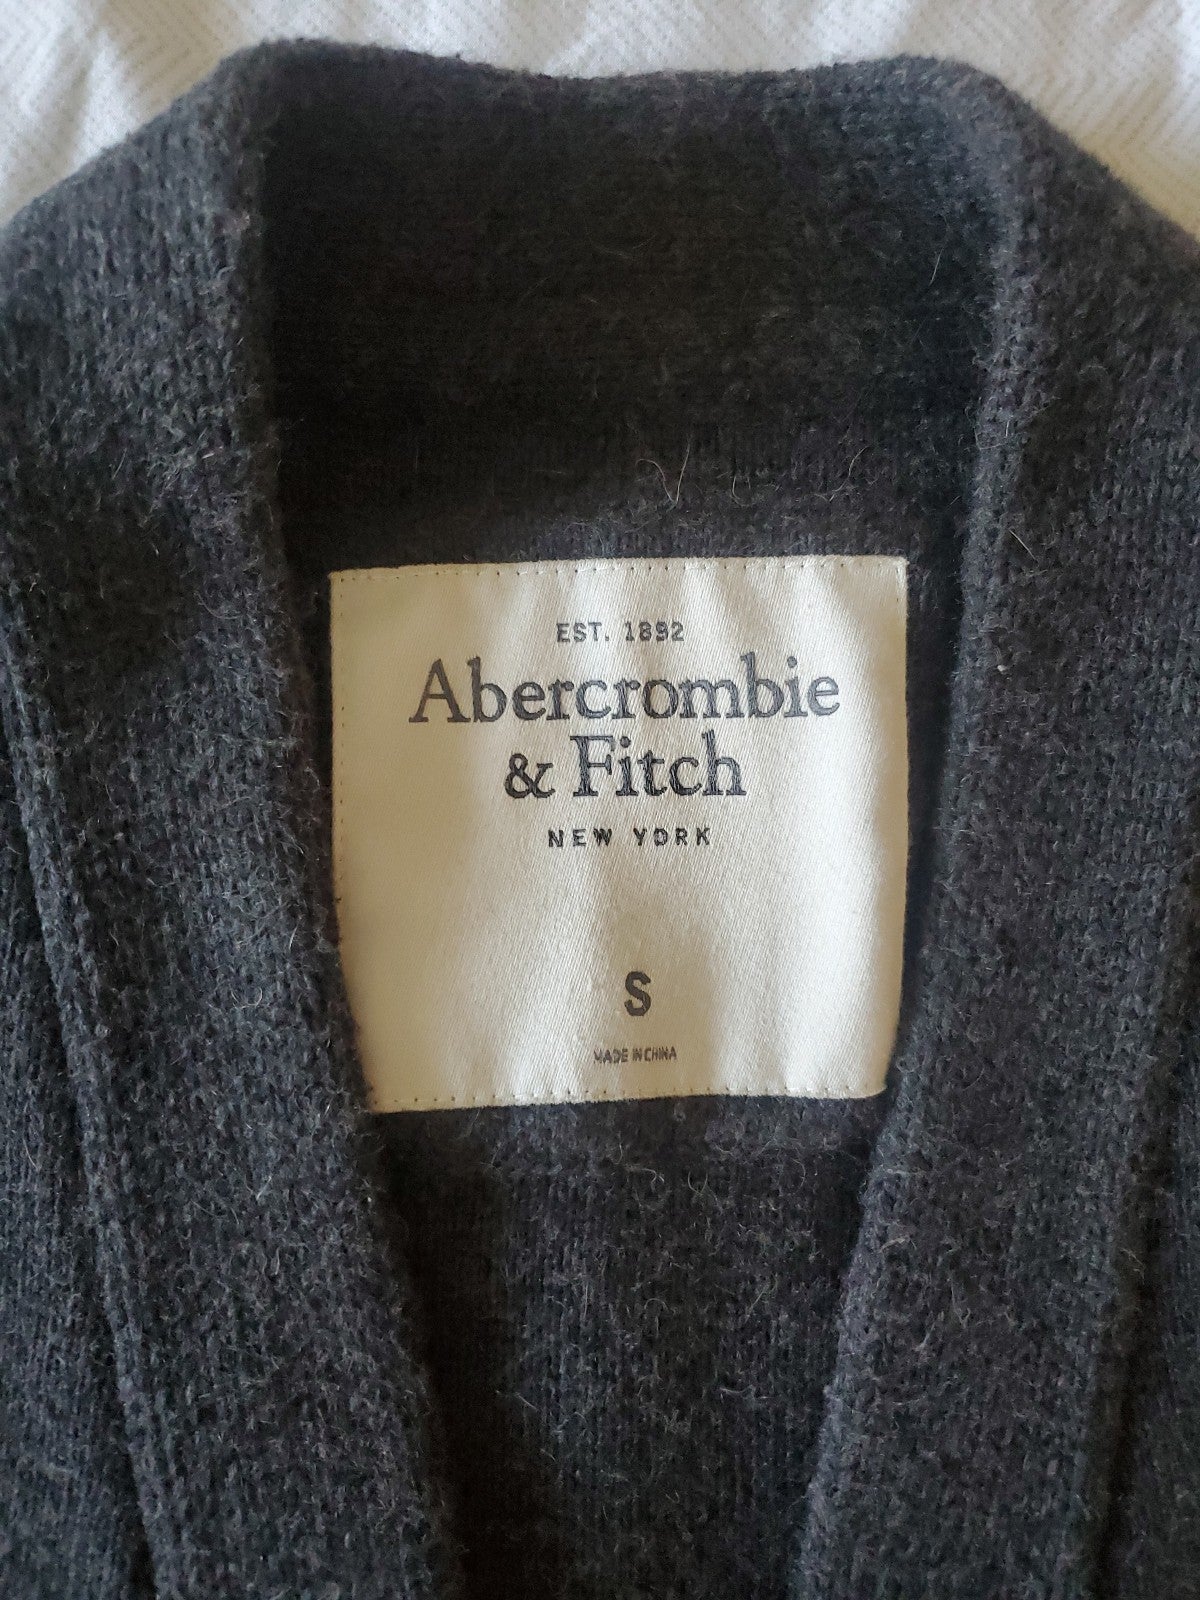 EST. 1892
Abercrombie
& Fitch
NEW YORK
S
MADE IN CHINA